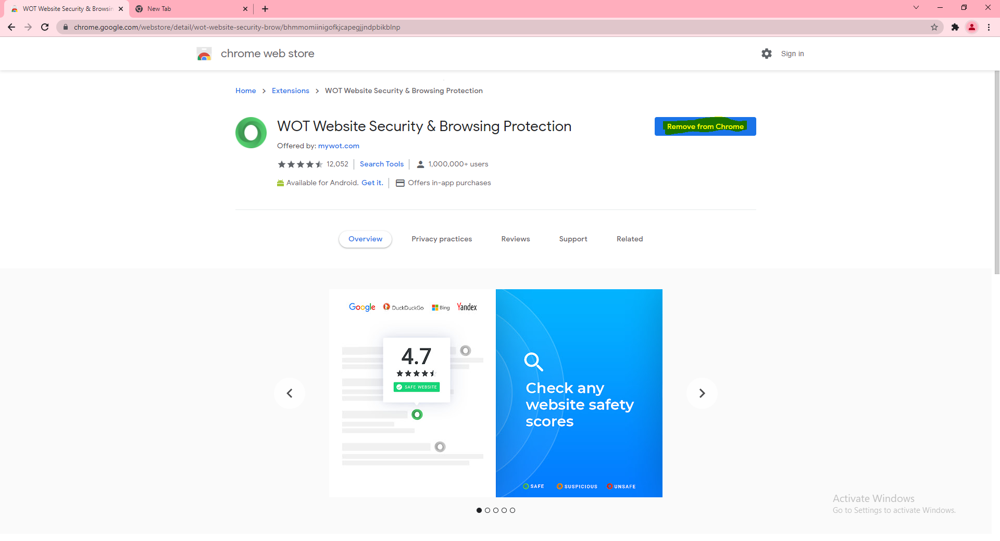 WOT Website Security & Browsin
New Tab
chrome.google.com/webstore/detail/wot-website-security-brow/bhmmomiinigofkjcapegjjndpbikblnp
chrome web store
Sign in
Home > Extensions > WOT Website Security & Browsing Protection
WOT Website Security & Browsing Protection
Remove from Chrome
Offered by: mywot.com
12,052 Search Tools 1,000,000+ users
Available for Android. Get it. Offers in-app purchases
Overview Privacy practices Reviews Support Related
Google DuckDuckGo Bing Yandex
4.7
SAFE WEBSITE
Check any
website safety
scores
SAFE SUSPICIOUS UNSAFE
Activate Windows
Go to Settings to activate Windows.